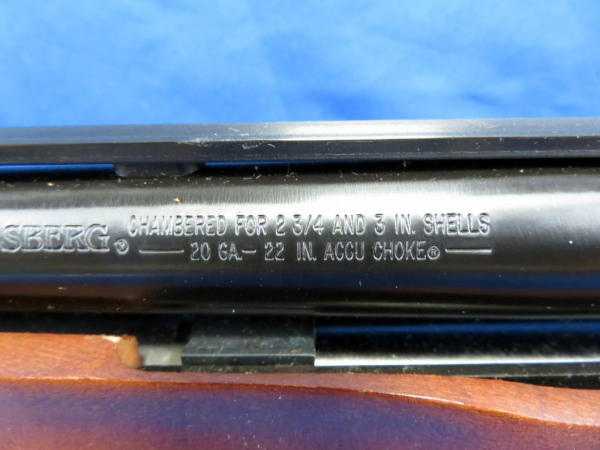 SBERG® CHAMBERED FOR 2 3/4 AND 3 IN. SHELLS
20 GA.- 22 IN. ACCU CHOKE®